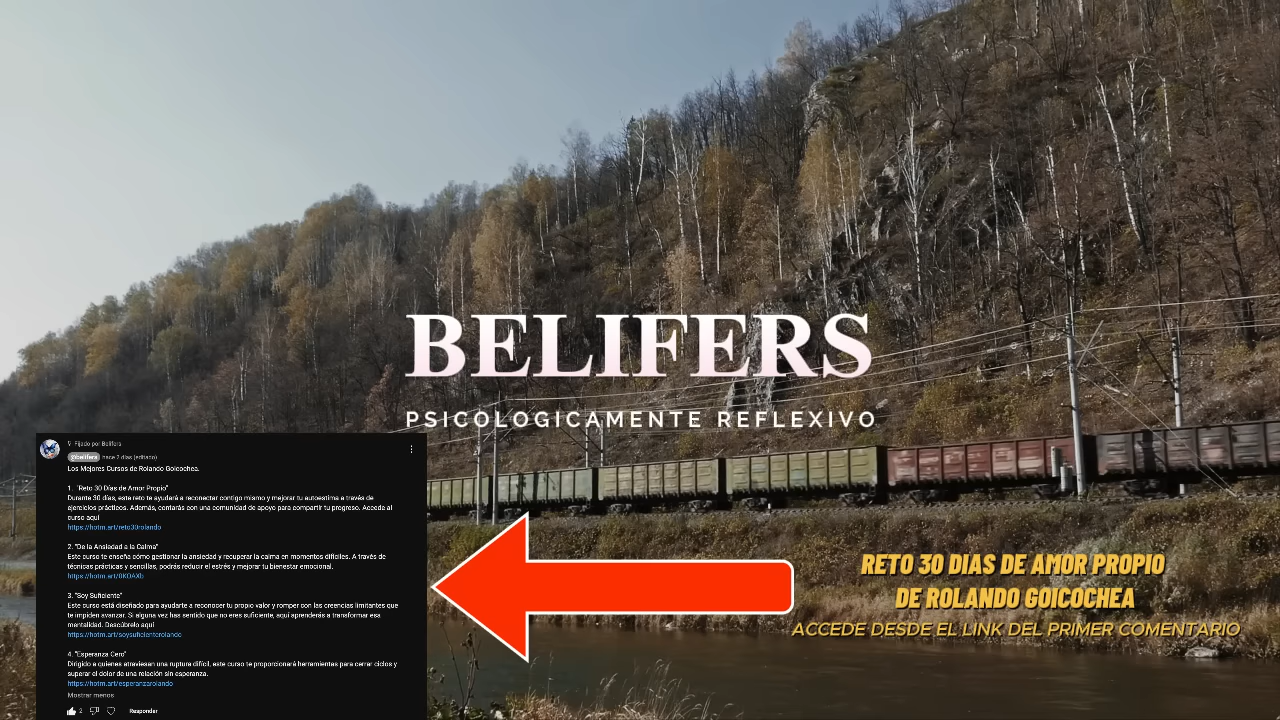 BELIFERS
PSICOLOGICAMENTE REFLEXIVO
Fijado por Belifers
@belifers hace 2 días (editado)
Los Mejores Cursos de Rolando Goicochea.
1. "Reto 30 Días de Amor Propio"
Durante 30 días, este reto te ayudará a reconectar contigo mismo y mejorar tu autoestima a través de
ejercicios prácticos. Además, contarás con una comunidad de apoyo para compartir tu progreso. Accede al
curso aquí
https://hotm.art/reto30rolando
2. "De la Ansiedad a la Calma"
Este curso te enseña cómo gestionar la ansiedad y recuperar la calma en momentos difíciles. A través de
técnicas prácticas y sencillas, podrás reducir el estrés y mejorar tu bienestar emocional.
https://hotm.art/0KOAXb
3. "Soy Suficiente"
Este curso está diseñado para ayudarte a reconocer tu propio valor y romper con las creencias limitantes que
te impiden avanzar. Si alguna vez has sentido que no eres suficiente, aquí aprenderás a transformar esa
mentalidad. Descúbrelo aquí
https://hotm.art/soysuficienterolando
4. "Esperanza Cero"
Dirigido a quienes atraviesan una ruptura difícil, este curso te proporcionará herramientas para cerrar ciclos y
superar el dolor de una relación sin esperanza.
https://hotm.art/esperanzarolando
Mostrar menos
2 Responder
RETO 30 DIAS DE AMOR PROPIO
DE ROLANDO GOICOCHEA
ACCEDE DESDE EL LINK DEL PRIMER COMENTARIO